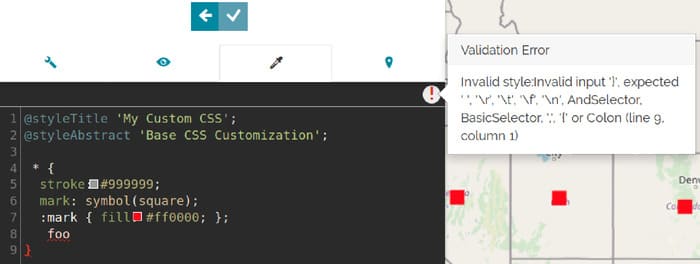 Validation Error
Invalid style:Invalid input '}', expected
' ', '\r', '\t', '\f', '\n', AndSelector,
BasicSelector, ',', '{' or Colon (line 9,
column 1)
1 @styleTitle 'My Custom CSS';
2 @styleAbstract 'Base CSS Customization';
3
4 * {
5 stroke: #999999;
6 mark: symbol(square);
7 :mark { fill: #ff0000; };
8 foo
9 }
City
Denv